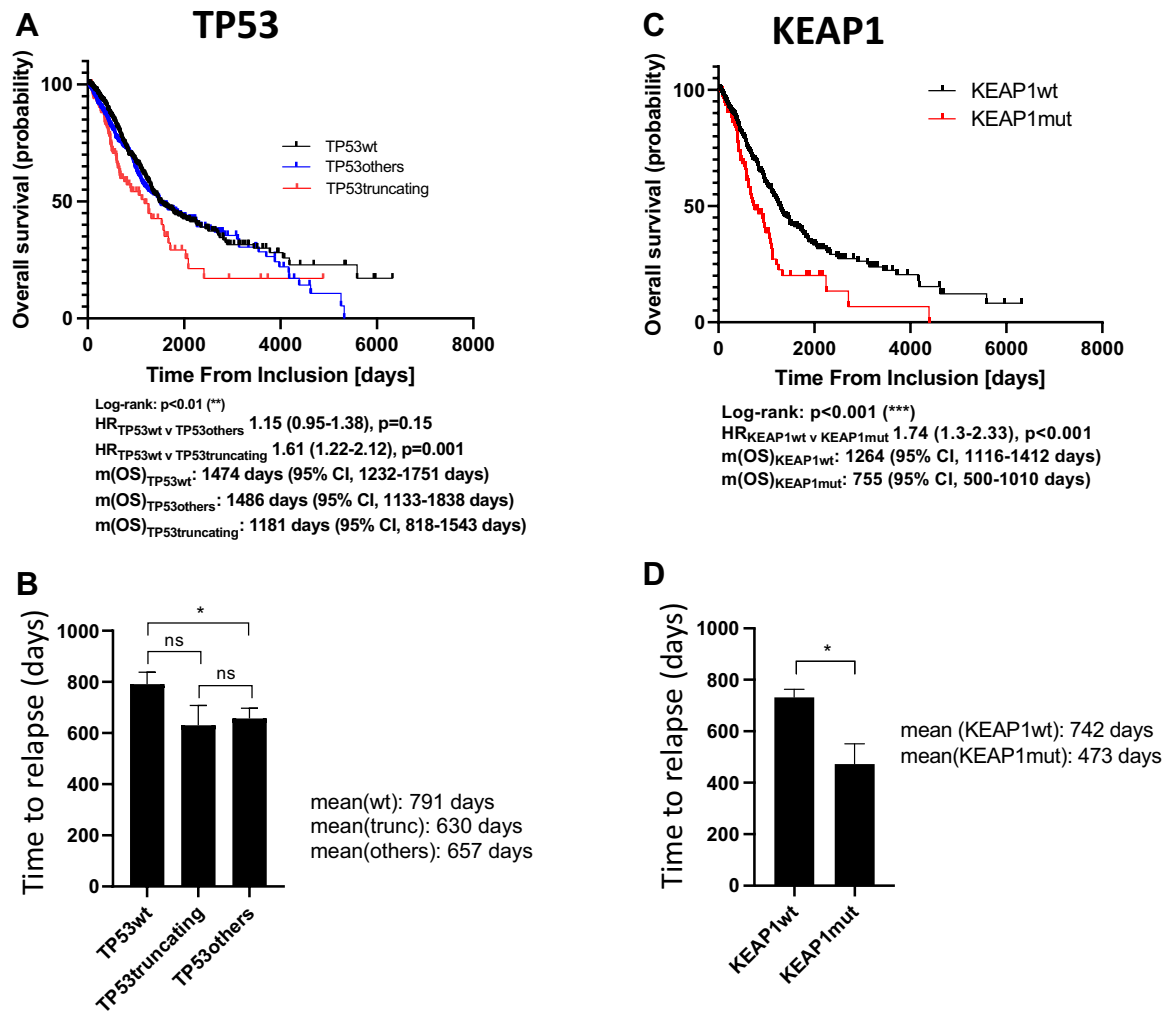 A
TP53
Overall survival (probability)
100
50
0
TP53wt
TP53others
TP53truncating
0 2000 4000 6000 8000
Time From Inclusion [days]
Log-rank: p<0.01 (**)
HRTP53wt v TP53others 1.15 (0.95-1.38), p=0.15
HRTP53wt v TP53truncating 1.61 (1.22-2.12), p=0.001
m(OS)TP53wt: 1474 days (95% CI, 1232-1751 days)
m(OS)TP53others: 1486 days (95% CI, 1133-1838 days)
m(OS)TP53truncating: 1181 days (95% CI, 818-1543 days)
C
KEAP1
Overall survival (probability)
100
50
0
KEAP1wt
KEAP1mut
0 2000 4000 6000 8000
Time From Inclusion [days]
Log-rank: p<0.001 (***)
HRKEAP1wt v KEAP1mut 1.74 (1.3-2.33), p<0.001
m(OS)KEAP1wt: 1264 (95% CI, 1116-1412 days)
m(OS)KEAP1mut: 755 (95% CI, 500-1010 days)
B
Time to relapse (days)
1000
800
600
400
200
0
*
ns
ns
TP53wt
TP53truncating
TP53others
mean(wt): 791 days
mean(trunc): 630 days
mean(others): 657 days
D
Time to relapse (days)
1000
800
600
400
200
0
*
KEAP1wt
KEAP1mut
mean (KEAP1wt): 742 days
mean(KEAP1mut): 473 days